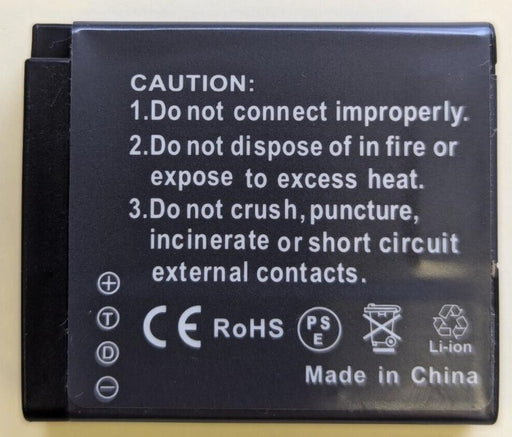 CAUTION:
1.Do not connect improperly.
2.Do not dispose of in fire or
expose to excess heat.
3.Do not crush, puncture,
incinerate or short circuit
external contacts.
+
T
D
−
CE RoHS PS E
Li-ion
Made in China